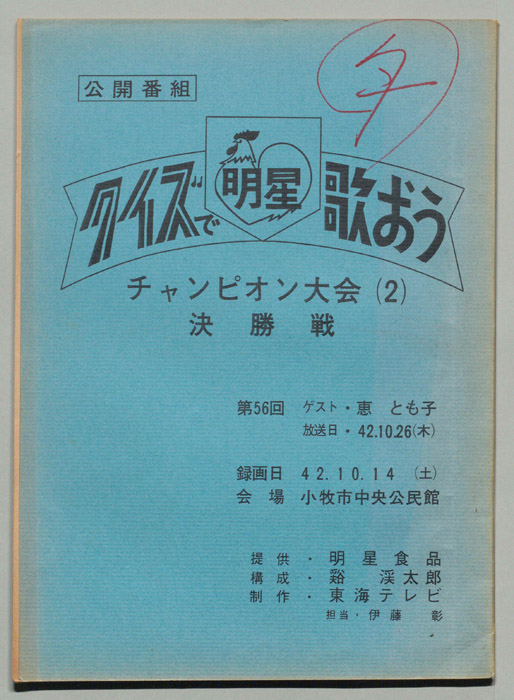 公開番組
クイズで 明星 歌おう
チャンピオン大会(2)
決勝戦
第56回 ゲスト・恵 とも子
放送日・42.10.26(木)
録画日 42.10.14 (土)
会場 小牧市中央公民館
提供・明星食品
構成・谿 渓太郎
制作・東海テレビ
担当・伊藤 彰